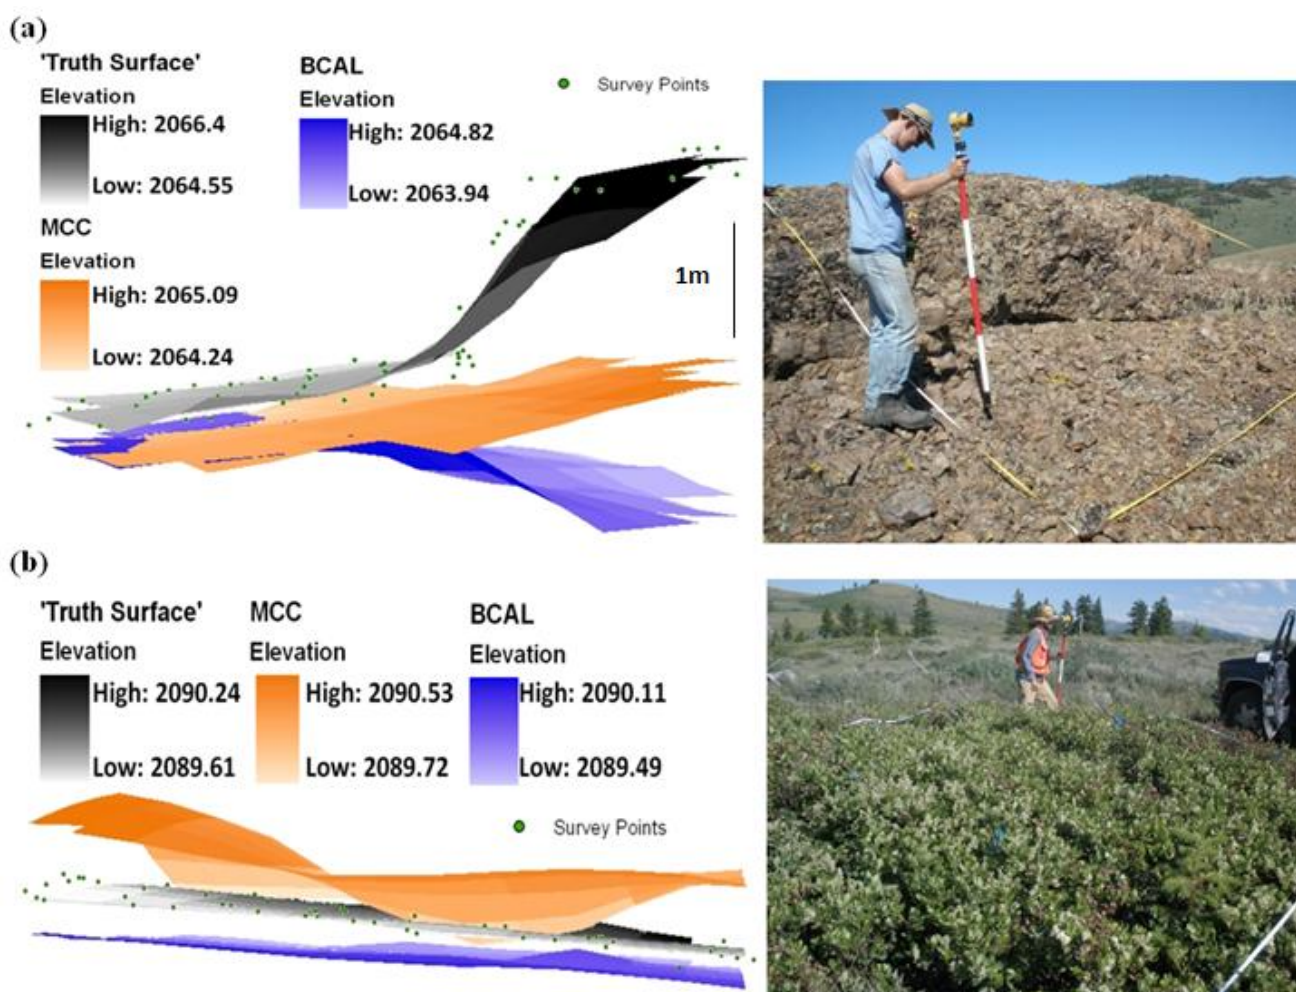 (a)
'Truth Surface'
Elevation
High: 2066.4
Low: 2064.55
BCAL
Elevation
High: 2064.82
Low: 2063.94
Survey Points
MCC
Elevation
High: 2065.09
Low: 2064.24
1m
(b)
'Truth Surface'
Elevation
High: 2090.24
Low: 2089.61
MCC
Elevation
High: 2090.53
Low: 2089.72
BCAL
Elevation
High: 2090.11
Low: 2089.49
Survey Points